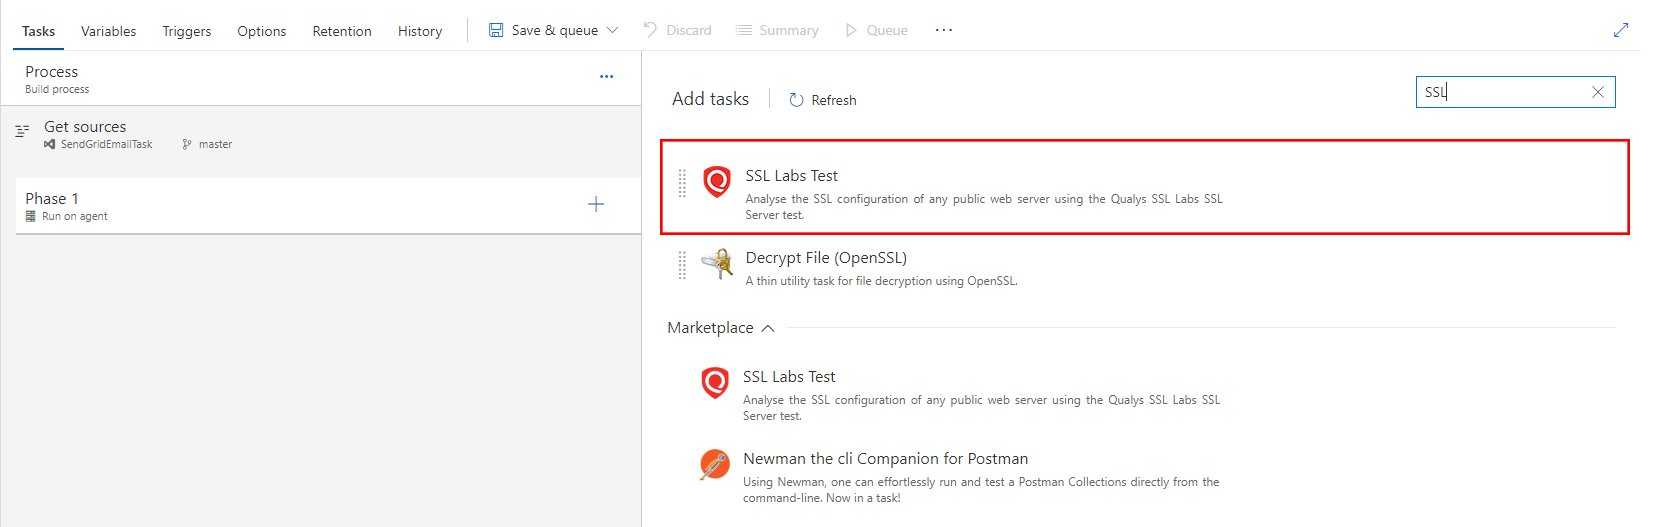 Tasks Variables Triggers Options Retention History Save & queue Discard Summary Queue ...
Process
Build process
...
Get sources
SendGridEmailTask master
Phase 1
Run on agent
Add tasks Refresh
SSL
SSL Labs Test
Analyse the SSL configuration of any public web server using the Qualys SSL Labs SSL
Server test.
Decrypt File (OpenSSL)
A thin utility task for file decryption using OpenSSL.
Marketplace
SSL Labs Test
Analyse the SSL configuration of any public web server using the Qualys SSL Labs SSL
Server test.
Newman the cli Companion for Postman
Using Newman, one can effortlessly run and test a Postman Collections directly from the
command-line. Now in a task!